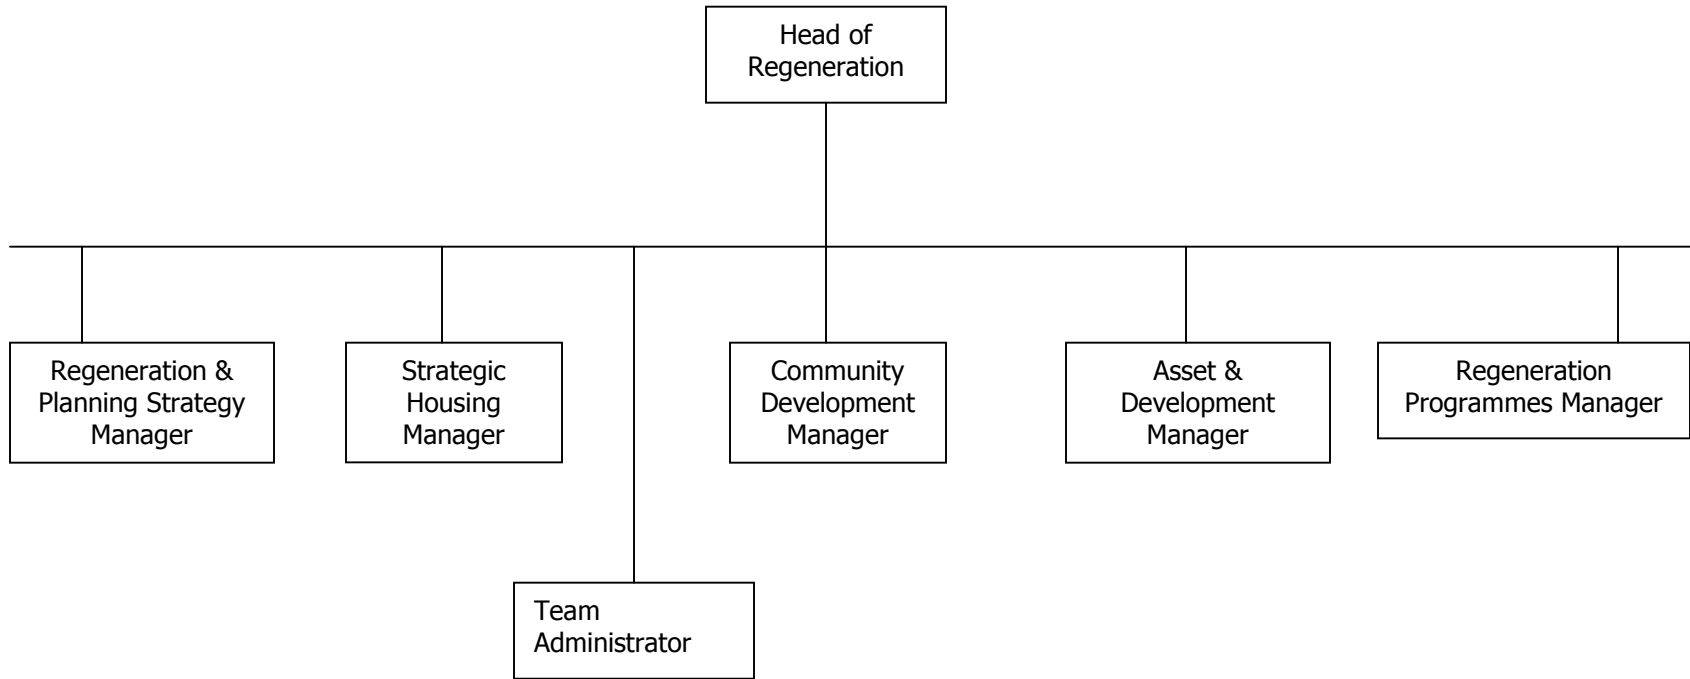 Head of
Regeneration
Regeneration &
Planning Strategy
Manager
Strategic
Housing
Manager
Community
Development
Manager
Asset &
Development
Manager
Regeneration
Programmes Manager
Team
Administrator